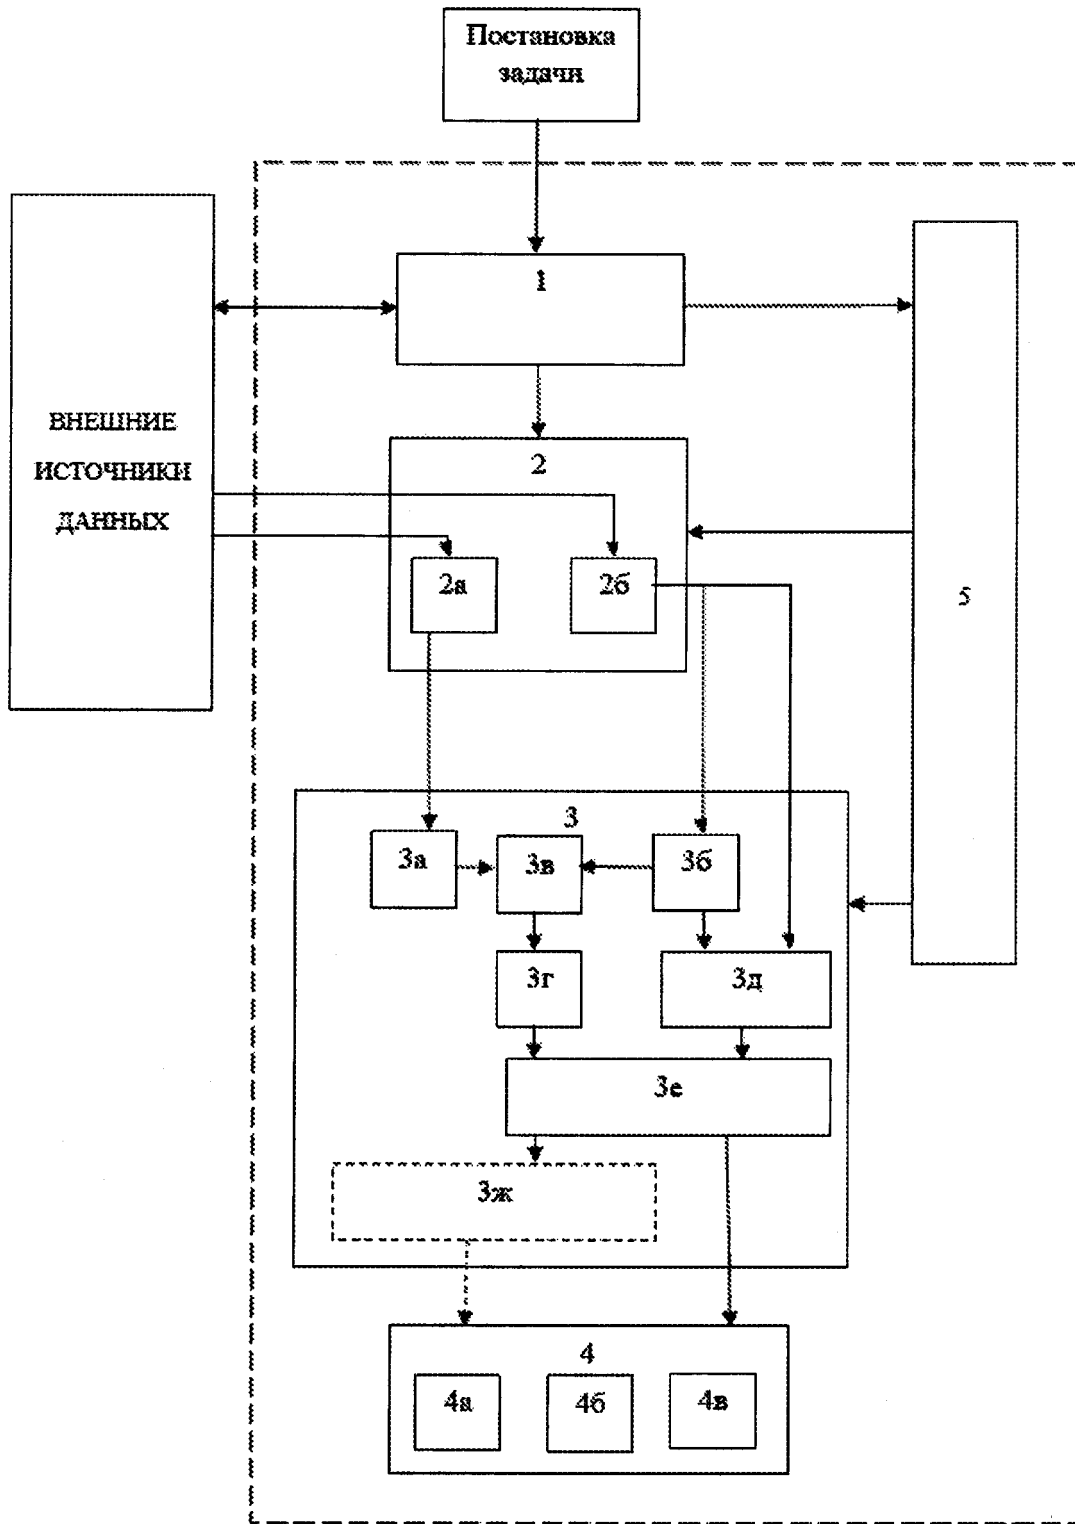 Постановка
задачи
1
ВНЕШНИЕ
ИСТОЧНИКИ
ДАННЫХ
2
2а
2б
5
3
3а
3в
3б
3г
3д
3е
3ж
4
4а
4б
4в